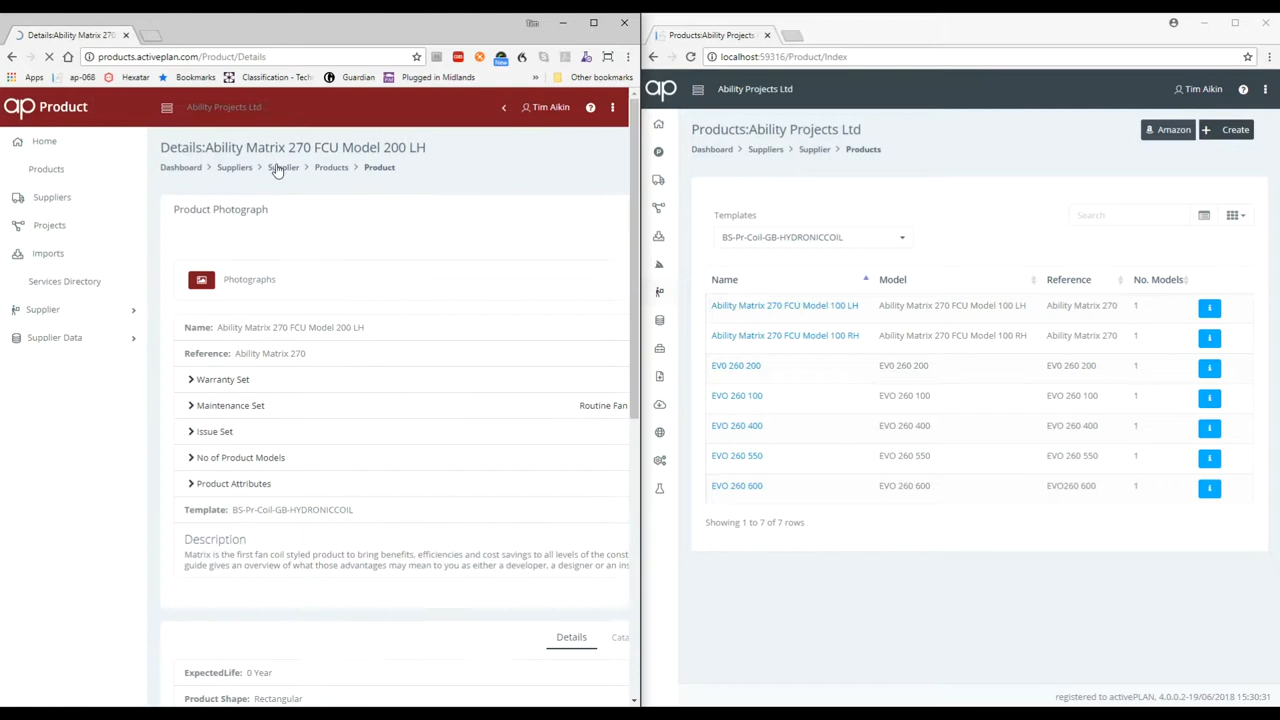 Tim
Details:Ability Matrix 270
products.activeplan.com/Product/Details
Apps ap-068 Hexatar Bookmarks Classification - Tech Guardian Plugged in Midlands » Other bookmarks
New
ap Product Ability Projects Ltd Tim Aikin
Home
Products
Suppliers
Projects
Imports
Services Directory
Supplier
Supplier Data
Details:Ability Matrix 270 FCU Model 200 LH
Dashboard > Suppliers > Supplier > Products > Product
Product Photograph
Photographs
Name: Ability Matrix 270 FCU Model 200 LH
Reference: Ability Matrix 270
Warranty Set
Maintenance Set Routine Fan
Issue Set
No of Product Models
Product Attributes
Template: BS-Pr-Coil-GB-HYDRONICCOIL
Description
Matrix is the first fan coil styled product to bring benefits, efficiencies and cost savings to all levels of the const
guide gives an overview of what those advantages may mean to you as either a developer, a designer or an ins
Details Cata
ExpectedLife: 0 Year
Product Shape: Rectangular
Products:Ability Projects
localhost:59316/Product/Index
ap Ability Projects Ltd Tim Aikin
Products:Ability Projects Ltd
Amazon + Create
Dashboard > Suppliers > Supplier > Products
Templates
Search
BS-Pr-Coil-GB-HYDRONICCOIL
Name Model Reference No. Models
Ability Matrix 270 FCU Model 100 LH Ability Matrix 270 FCU Model 100 LH Ability Matrix 270 1
Ability Matrix 270 FCU Model 100 RH Ability Matrix 270 FCU Model 100 RH Ability Matrix 270 1
EV0 260 200 EV0 260 200 EV0 260 200 1
EVO 260 100 EVO 260 100 EVO 260 100 1
EVO 260 400 EVO 260 400 EVO 260 400 1
EVO 260 550 EVO 260 550 EVO 260 550 1
EVO 260 600 EVO 260 600 EVO260 600 1
Showing 1 to 7 of 7 rows
registered to activePLAN, 4.0.0.2-19/06/2018 15:30:31